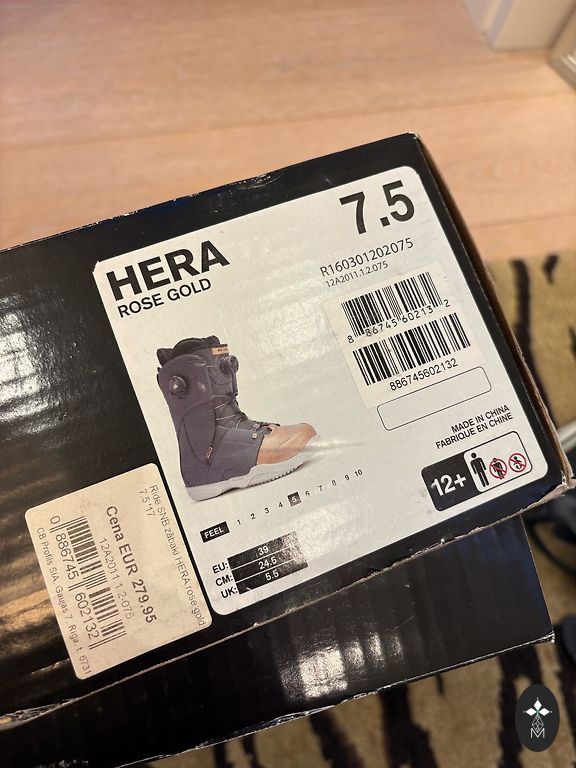 HERA
ROSE GOLD
7.5
R160301202075
12A2011.1.2.075
8 86745 60213 2
886745602132
MADE IN CHINA
FABRIQUE EN CHINE
12+
FEEL 1 2 3 4 5 6 7 8 9 10
EU: 39
CM: 24.5
UK: 5.5
Ride SNB zābaki HERA rose gold
7.5 '17
Cena EUR 279.95
12A2011.1.2.075
0 886745 602132
CB Profils SIA, Gaujas 7, Rīga, t. 6731
M